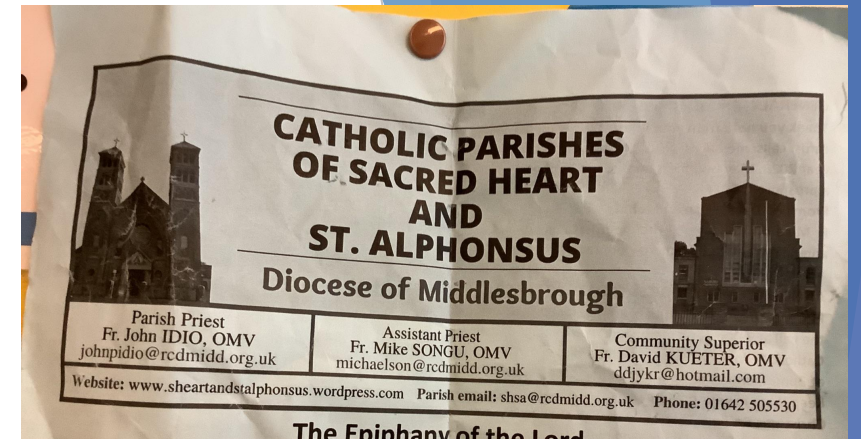 CATHOLIC PARISHES
OF SACRED HEART
AND
ST. ALPHONSUS
Diocese of Middlesbrough
Parish Priest
Fr. John IDIO, OMV
johnpidio@rcdmidd.org.uk
Assistant Priest
Fr. Mike SONGU, OMV
michaelson@rcdmidd.org.uk
Community Superior
Fr. David KUETER, OMV
ddjykr@hotmail.com
Website: www.sheartandstalphonsus.wordpress.com Parish email: shsa@rcdmidd.org.uk Phone: 01642 505530
The Epiphany of the Lord